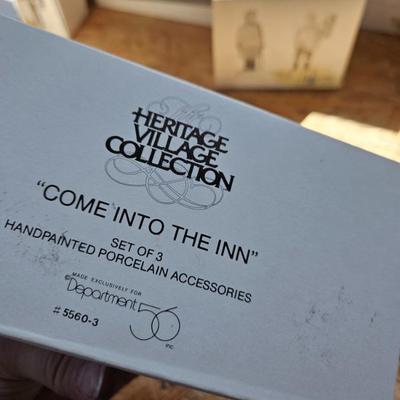 The
HERITAGE
VILLAGE
COLLECTION
"COME INTO THE INN"
SET OF 3
HANDPAINTED PORCELAIN ACCESSORIES
MADE EXCLUSIVELY FOR
©Department 56 INC.
#5560-3